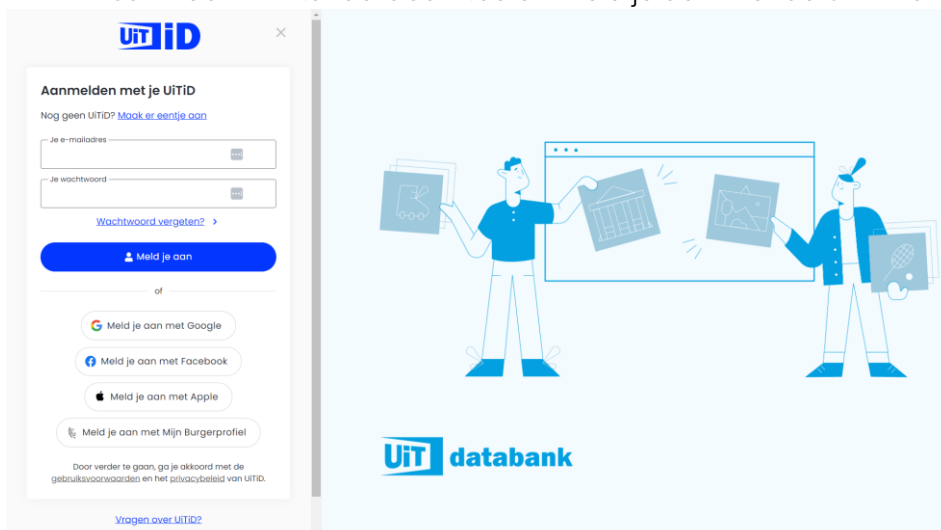 UiT iD
Aanmelden met je UiTiD
Nog geen UiTiD? Maak er eentje aan
Je e-mailadres
Je wachtwoord
Wachtwoord vergeten? >
Meld je aan
of
Meld je aan met Google
Meld je aan met Facebook
Meld je aan met Apple
Meld je aan met Mijn Burgerprofiel
Door verder te gaan, ga je akkoord met de
gebruiksvoorwaarden en het privacybeleid van UiTiD.
Vragen over UiTiD?
UiT databank